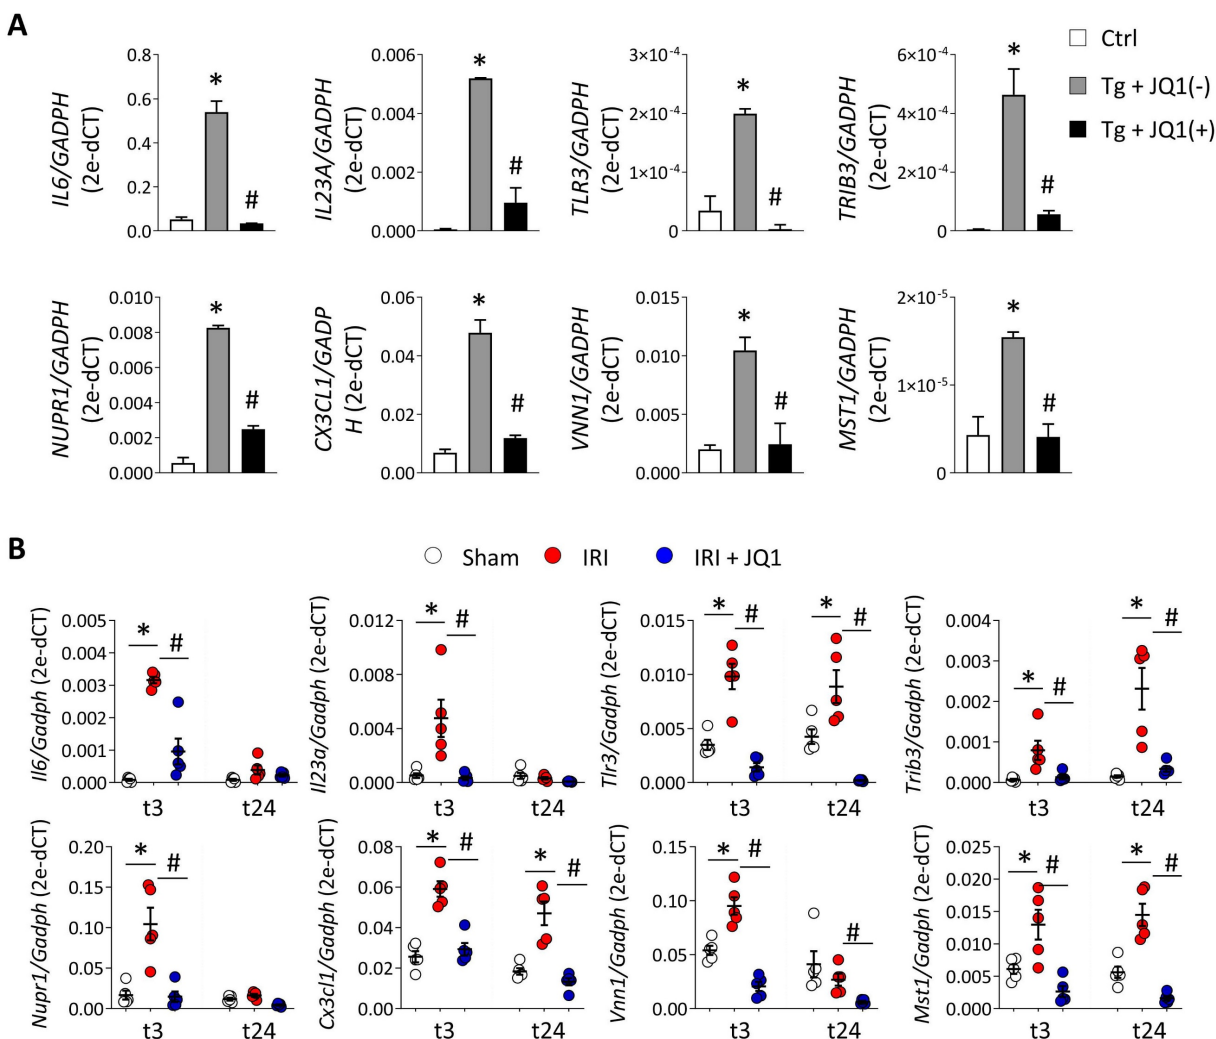 A
Ctrl
Tg + JQ1(-)
Tg + JQ1(+)
IL6/GADPH
(2e-dCT)
0.8
0.6
0.4
0.2
0.0
*
#
IL23A/GADPH
(2e-dCT)
0.006
0.004
0.002
0.000
*
#
TLR3/GADPH
(2e-dCT)
3×10⁻⁴
2×10⁻⁴
1×10⁻⁴
0
*
#
TRIB3/GADPH
(2e-dCT)
6×10⁻⁴
4×10⁻⁴
2×10⁻⁴
0
*
#
NUPR1/GADPH
(2e-dCT)
0.010
0.008
0.006
0.004
0.002
0.000
*
#
CX3CL1/GADP
H (2e-dCT)
0.06
0.04
0.02
0.00
*
#
VNN1/GADPH
(2e-dCT)
0.015
0.010
0.005
0.000
*
#
MST1/GADPH
(2e-dCT)
2×10⁻⁵
1×10⁻⁵
0
*
#
B
Sham IRI IRI + JQ1
Il6/Gadph (2e-dCT)
0.005
0.004
0.003
0.002
0.001
0.000
* #
t3 t24
Il23a/Gadph (2e-dCT)
0.012
0.008
0.004
0.000
* #
t3 t24
Tlr3/Gadph (2e-dCT)
0.015
0.010
0.005
0.000
* # * #
t3 t24
Trib3/Gadph (2e-dCT)
0.004
0.003
0.002
0.001
0.000
* # * #
t3 t24
Nupr1/Gadph (2e-dCT)
0.20
0.15
0.10
0.05
0.00
* #
t3 t24
Cx3cl1/Gadph (2e-dCT)
0.08
0.06
0.04
0.02
0.00
* # * #
t3 t24
Vnn1/Gadph (2e-dCT)
0.15
0.10
0.05
0.00
* # #
t3 t24
Mst1/Gadph (2e-dCT)
0.025
0.020
0.015
0.010
0.005
0.000
* # * #
t3 t24